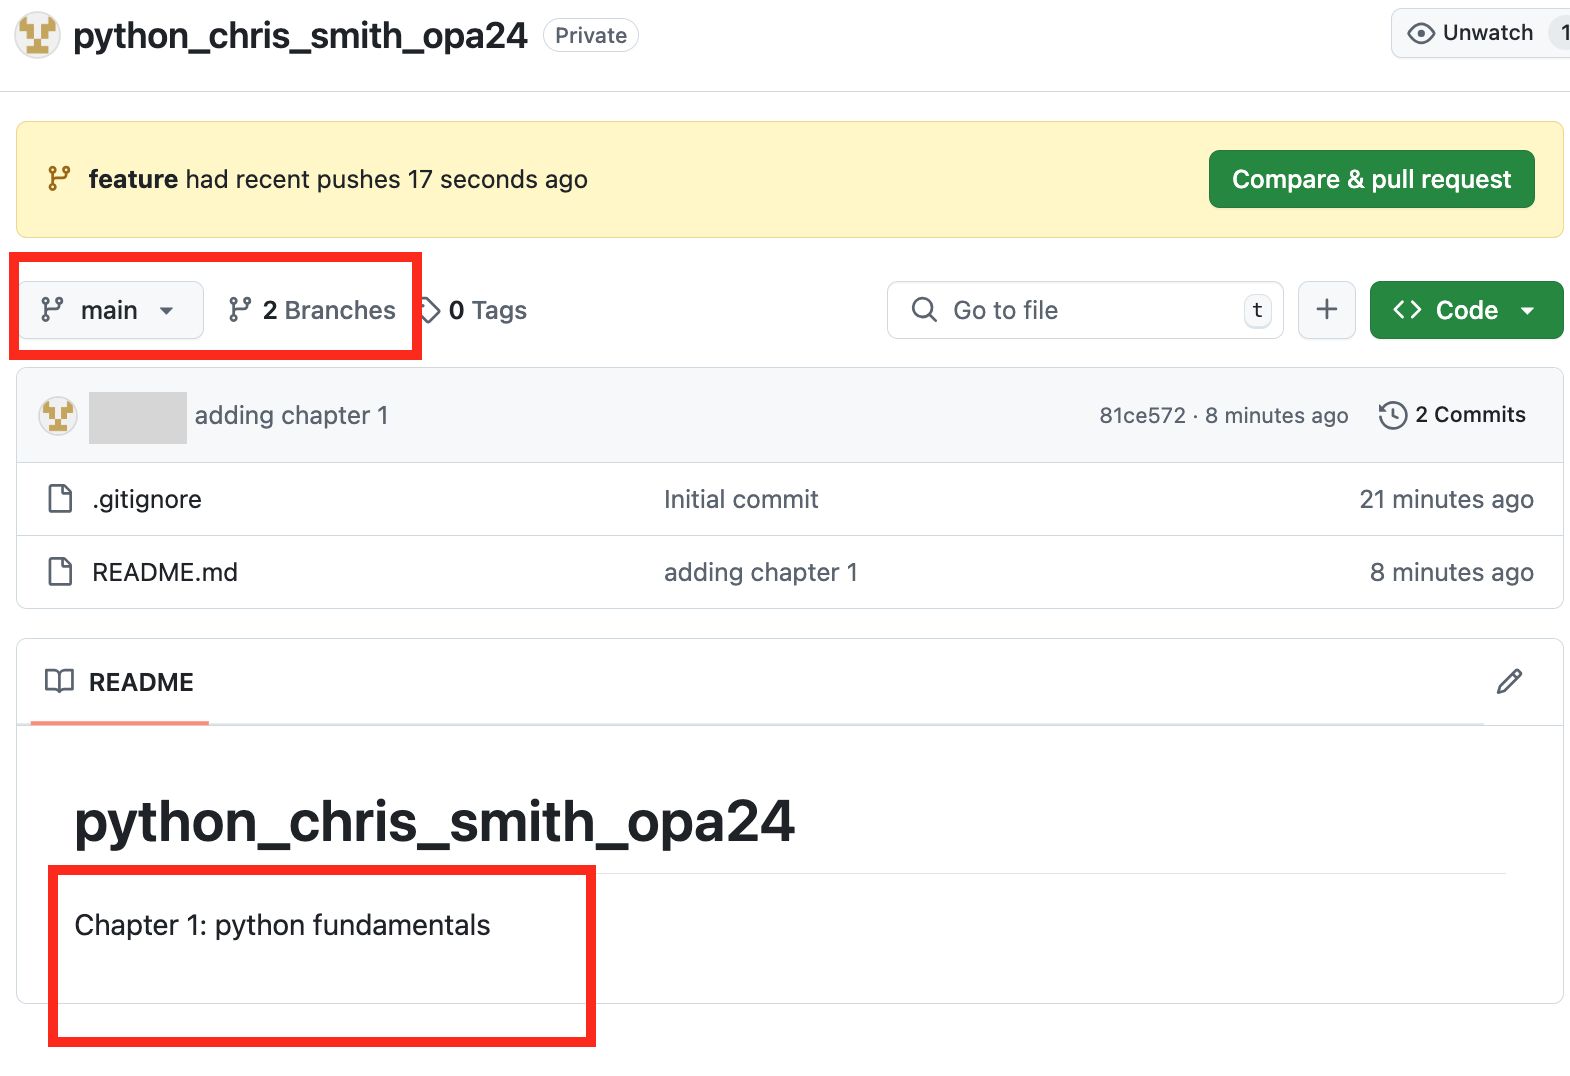 python_chris_smith_opa24 Private Unwatch 1
feature had recent pushes 17 seconds ago Compare & pull request
main 2 Branches 0 Tags Go to file t Code
adding chapter 1 81ce572 · 8 minutes ago 2 Commits
.gitignore Initial commit 21 minutes ago
README.md adding chapter 1 8 minutes ago
README
python_chris_smith_opa24
Chapter 1: python fundamentals